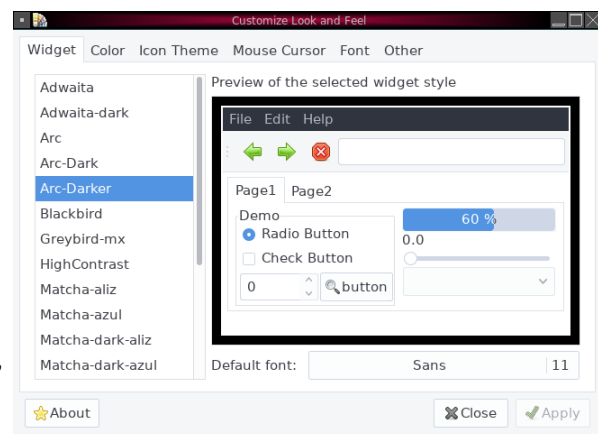 Customize Look and Feel
Widget Color Icon Theme Mouse Cursor Font Other
Adwaita
Adwaita-dark
Arc
Arc-Dark
Arc-Darker
Blackbird
Greybird-mx
HighContrast
Matcha-aliz
Matcha-azul
Matcha-dark-aliz
Matcha-dark-azul
Preview of the selected widget style
File Edit Help
Page1 Page2
Demo
Radio Button
Check Button
0 button
60 %
0.0
Default font: Sans 11
About Close Apply